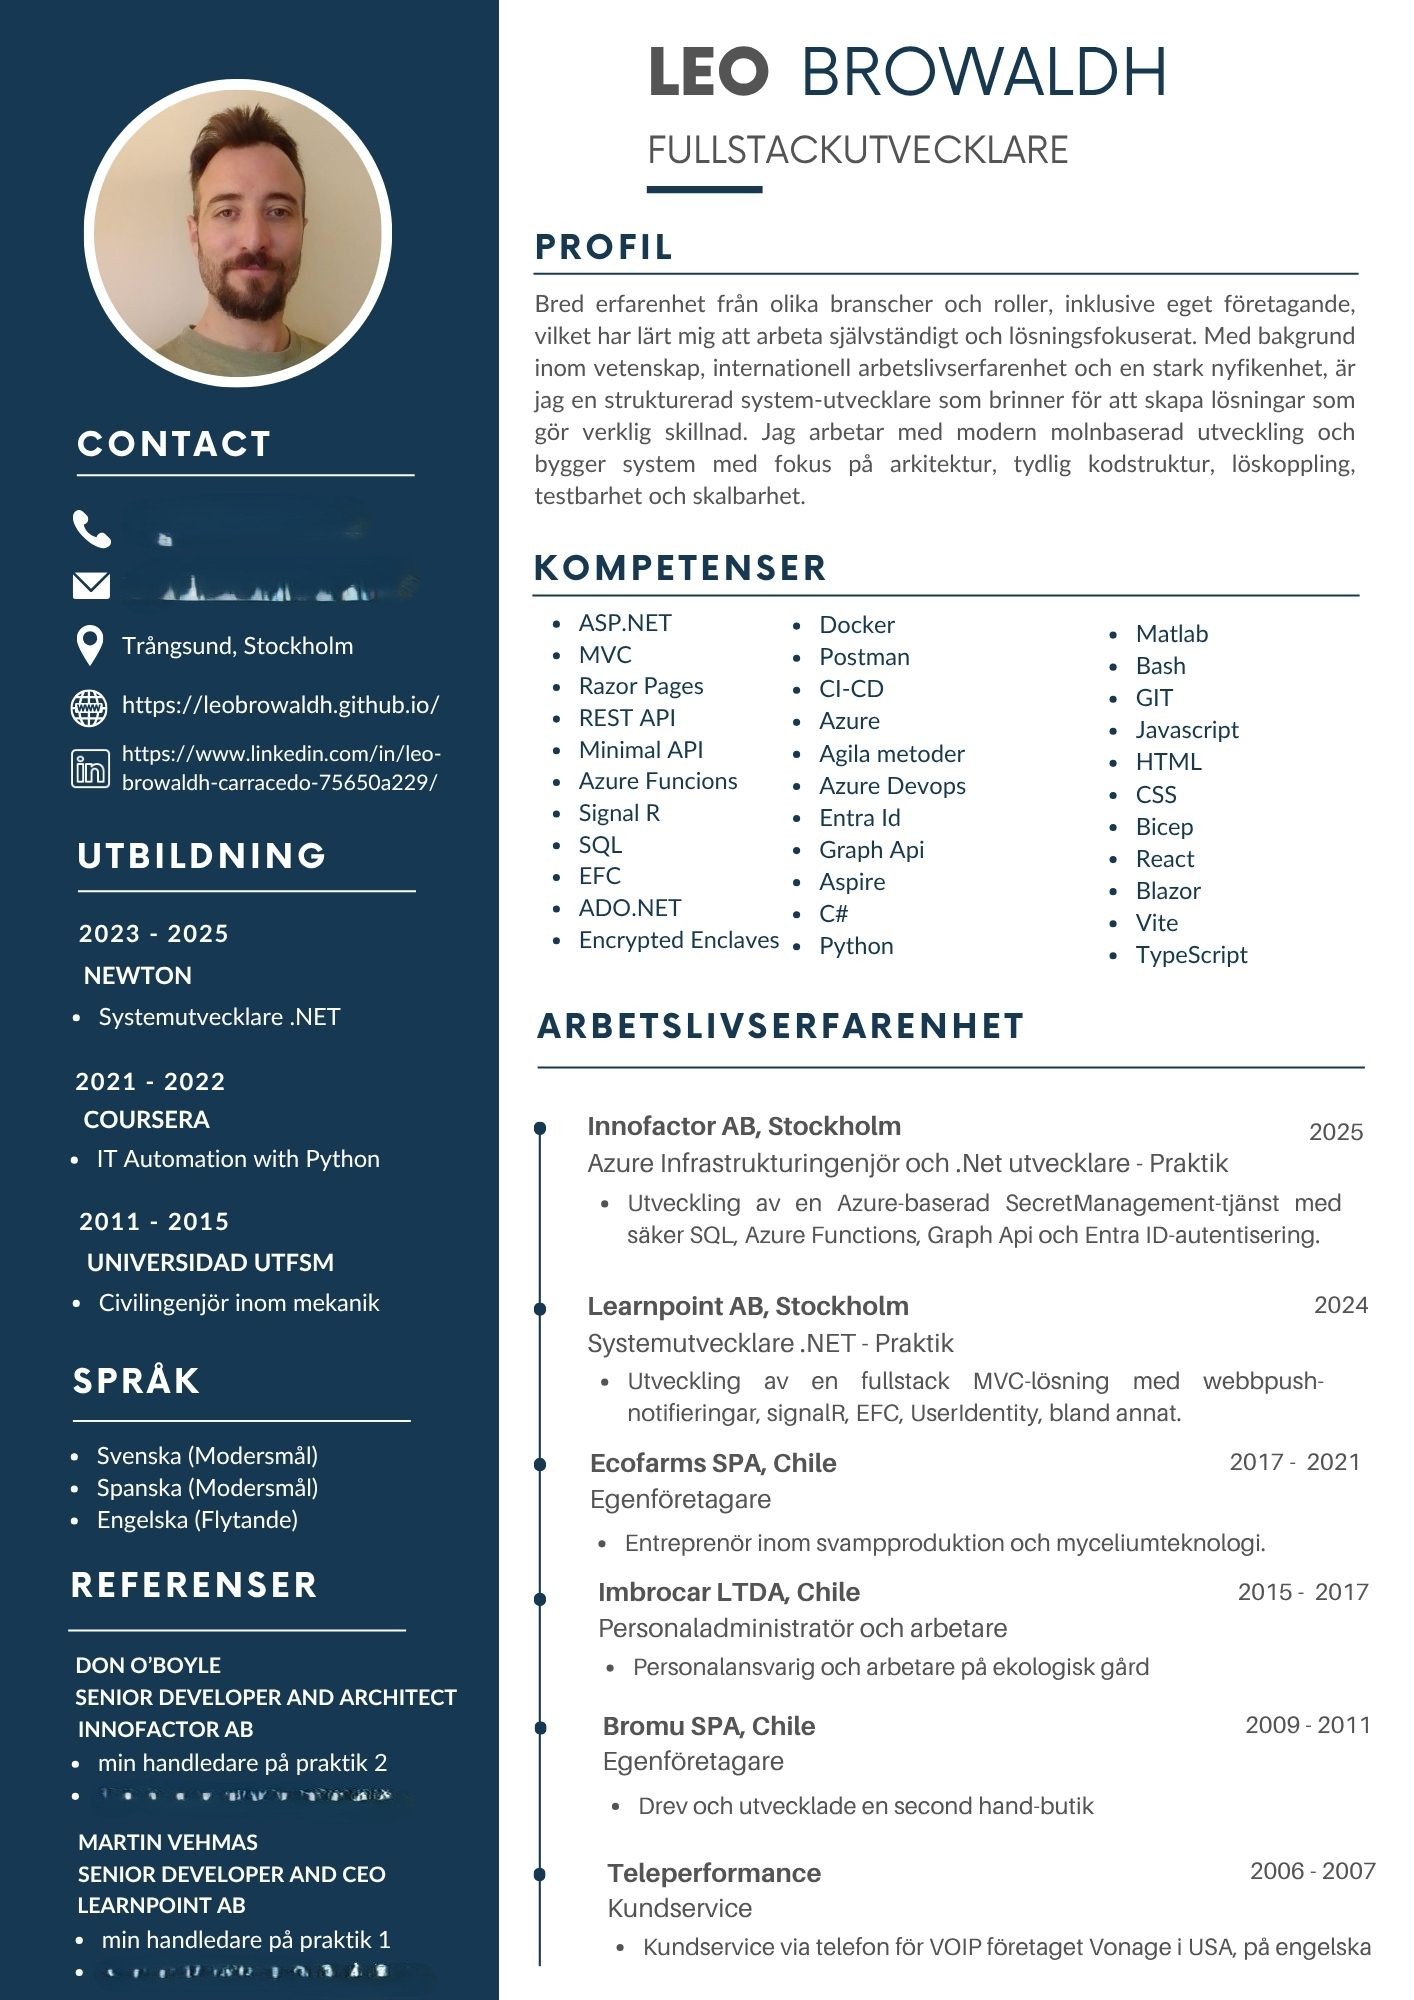 LEO BROWALDH
FULLSTACKUTVECKLARE
PROFIL
Bred erfarenhet från olika branscher och roller, inklusive eget företagande,
vilket har lärt mig att arbeta självständigt och lösningsfokuserat. Med bakgrund
inom vetenskap, internationell arbetslivserfarenhet och en stark nyfikenhet, är
jag en strukturerad system-utvecklare som brinner för att skapa lösningar som
gör verklig skillnad. Jag arbetar med modern molnbaserad utveckling och
bygger system med fokus på arkitektur, tydlig kodstruktur, löskoppling,
testbarhet och skalbarhet.
KOMPETENSER
• ASP.NET
• MVC
• Razor Pages
• REST API
• Minimal API
• Azure Funcions
• Signal R
• SQL
• EFC
• ADO.NET
• Encrypted Enclaves
• Docker
• Postman
• CI-CD
• Azure
• Agila metoder
• Azure Devops
• Entra Id
• Graph Api
• Aspire
• C#
• Python
• Matlab
• Bash
• GIT
• Javascript
• HTML
• CSS
• Bicep
• React
• Blazor
• Vite
• TypeScript
ARBETSLIVSERFARENHET
Innofactor AB, Stockholm 2025
Azure Infrastrukturingenjör och .Net utvecklare - Praktik
• Utveckling av en Azure-baserad SecretManagement-tjänst med
säker SQL, Azure Functions, Graph Api och Entra ID-autentisering.
Learnpoint AB, Stockholm 2024
Systemutvecklare .NET - Praktik
• Utveckling av en fullstack MVC-lösning med webbpush-
notifieringar, signalR, EFC, UserIdentity, bland annat.
Ecofarms SPA, Chile 2017 - 2021
Egenföretagare
• Entreprenör inom svampproduktion och myceliumteknologi.
Imbrocar LTDA, Chile 2015 - 2017
Personaladministratör och arbetare
• Personalansvarig och arbetare på ekologisk gård
Bromu SPA, Chile 2009 - 2011
Egenföretagare
• Drev och utvecklade en second hand-butik
Teleperformance 2006 - 2007
Kundservice
• Kundservice via telefon för VOIP företaget Vonage i USA, på engelska
CONTACT
Trångsund, Stockholm
www
https://leobrowaldh.github.io/
in
https://www.linkedin.com/in/leo-
browaldh-carracedo-75650a229/
UTBILDNING
2023 - 2025
NEWTON
• Systemutvecklare .NET
2021 - 2022
COURSERA
• IT Automation with Python
2011 - 2015
UNIVERSIDAD UTFSM
• Civilingenjör inom mekanik
SPRÅK
• Svenska (Modersmål)
• Spanska (Modersmål)
• Engelska (Flytande)
REFERENSER
DON O’BOYLE
SENIOR DEVELOPER AND ARCHITECT
INNOFACTOR AB
• min handledare på praktik 2
MARTIN VEHMAS
SENIOR DEVELOPER AND CEO
LEARNPOINT AB
• min handledare på praktik 1